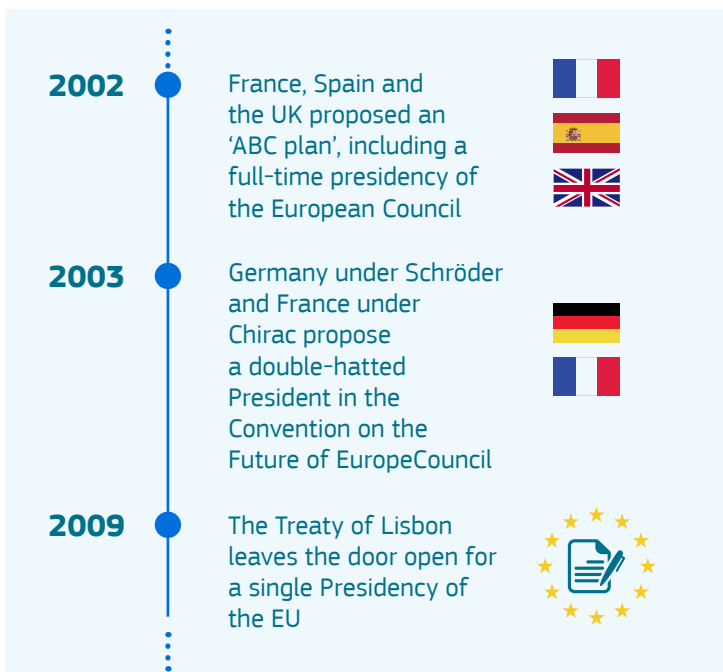 2002
France, Spain and
the UK proposed an
‘ABC plan’, including a
full-time presidency of
the European Council
2003
Germany under Schröder
and France under
Chirac propose
a double-hatted
President in the
Convention on the
Future of EuropeCouncil
2009
The Treaty of Lisbon
leaves the door open for
a single Presidency of
the EU